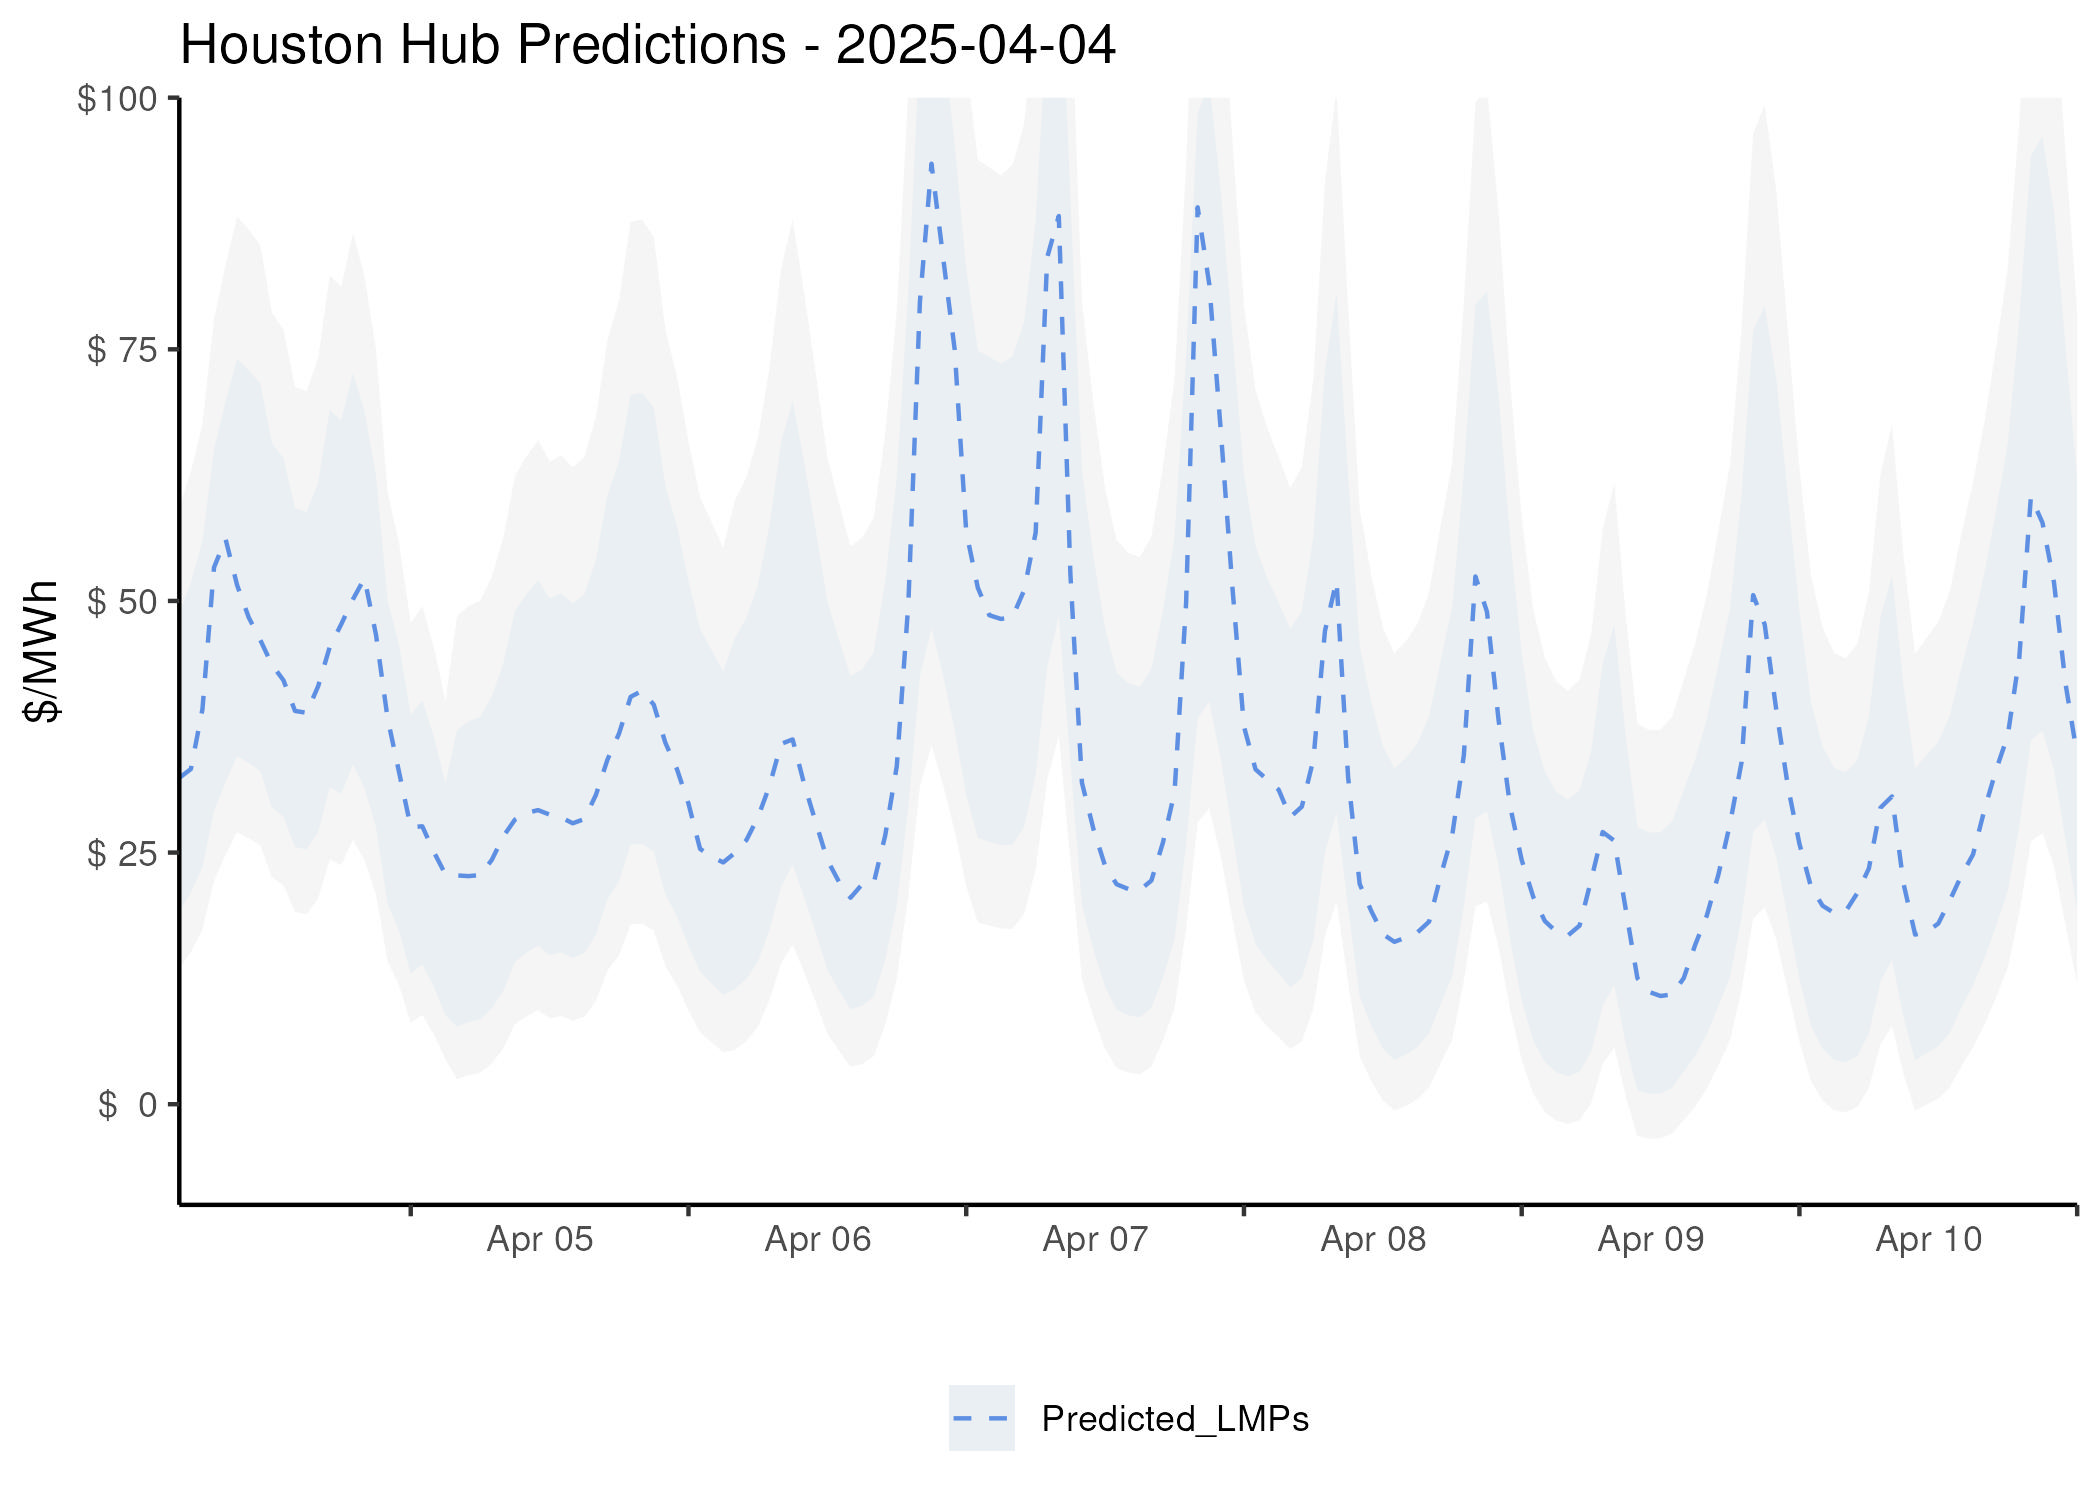 Houston Hub Predictions - 2025-04-04
$100
$ 75
$ 50
$ 25
$  0
$/MWh
Apr 05 Apr 06 Apr 07 Apr 08 Apr 09 Apr 10
Predicted_LMPs